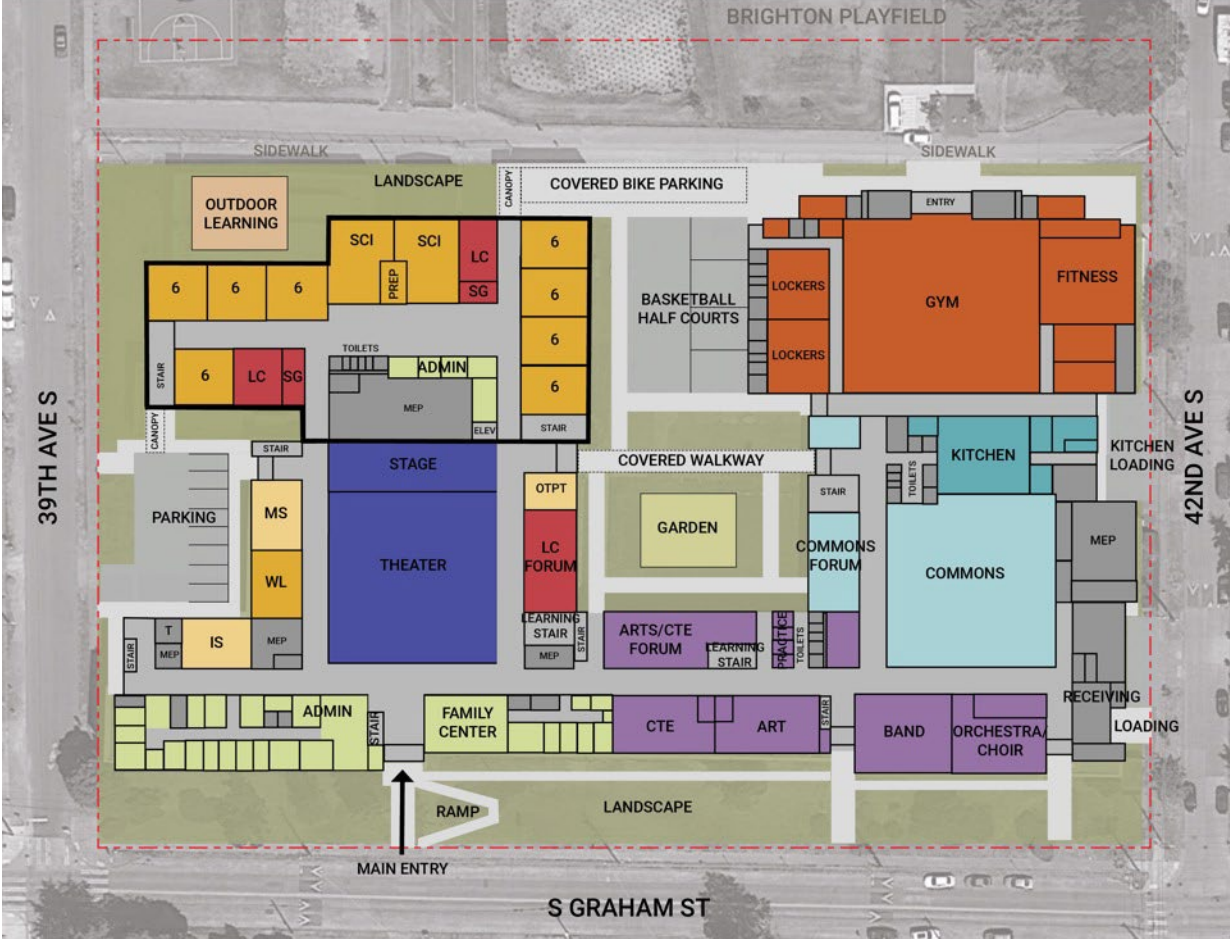 BRIGHTON PLAYFIELD
SIDEWALK
SIDEWALK
LANDSCAPE
CANOPY
COVERED BIKE PARKING
ENTRY
OUTDOOR
LEARNING
SCI
SCI
LC
6
PREP
SG
6
6
6
6
6
6
STAIR
6
LC
SG
TOILETS
ADMIN
MEP
ELEV
STAIR
BASKETBALL
HALF COURTS
LOCKERS
LOCKERS
GYM
FITNESS
CANOPY
STAIR
STAGE
COVERED WALKWAY
KITCHEN
TOILETS
KITCHEN
LOADING
39TH AVE S
42ND AVE S
PARKING
MS
WL
THEATER
OTPT
LC
FORUM
GARDEN
STAIR
COMMONS
FORUM
COMMONS
MEP
LEARNING
STAIR
STAIR
MEP
STAIR
T
MEP
IS
MEP
ARTS/CTE
FORUM
LEARNING
STAIR
PRACTICE
TOILETS
ADMIN
STAIR
FAMILY
CENTER
CTE
ART
STAIR
BAND
ORCHESTRA/
CHOIR
RECEIVING
LOADING
RAMP
LANDSCAPE
MAIN ENTRY
S GRAHAM ST